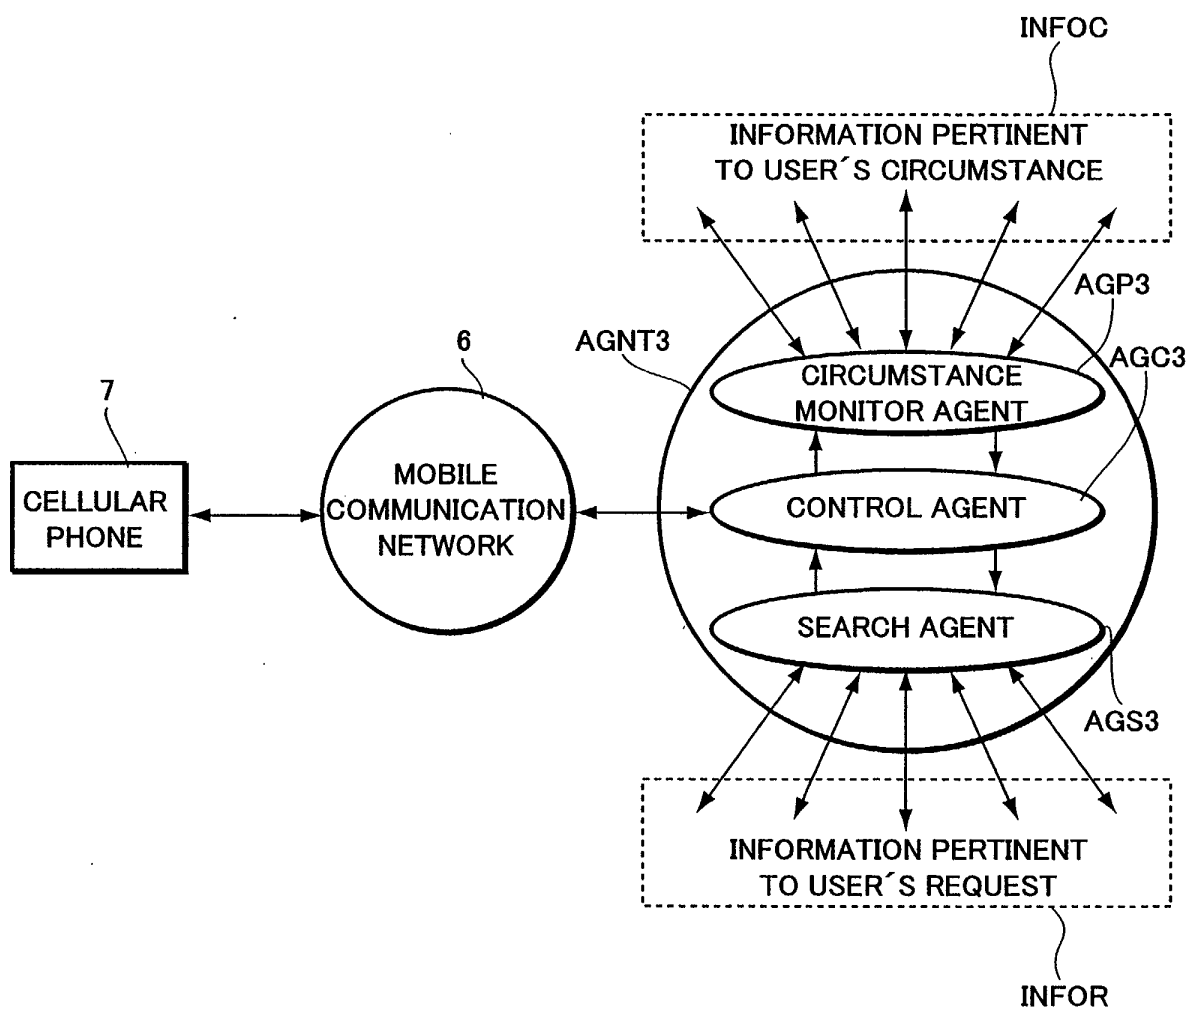 INFOC
INFORMATION PERTINENT
TO USER´S CIRCUMSTANCE
AGP3
AGNT3
6
AGC3
7
CIRCUMSTANCE
MONITOR AGENT
CELLULAR
PHONE
MOBILE
COMMUNICATION
NETWORK
CONTROL AGENT
SEARCH AGENT
AGS3
INFORMATION PERTINENT
TO USER´S REQUEST
INFOR